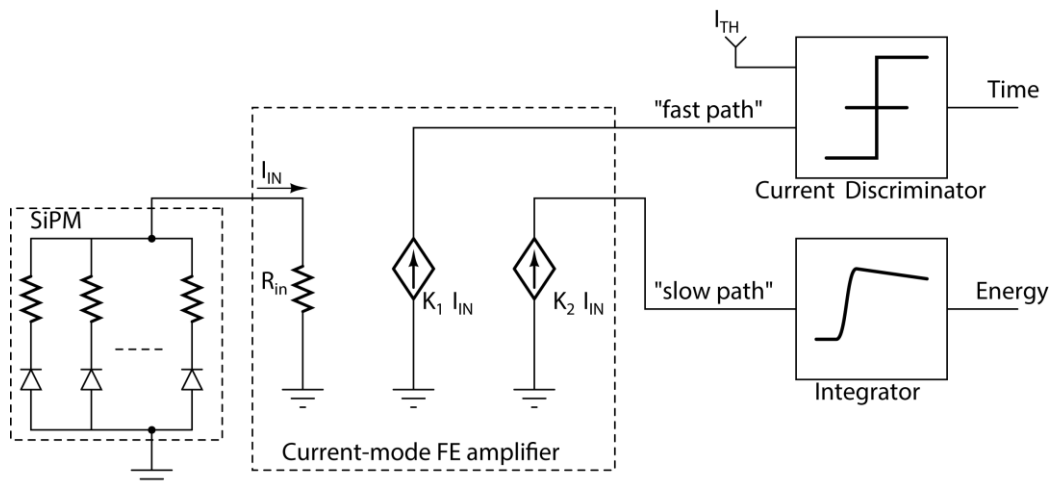 I_TH
"fast path"
Time
Current Discriminator
I_IN
SiPM
R_in
K_1 I_IN
K_2 I_IN
"slow path"
Energy
Integrator
Current-mode FE amplifier